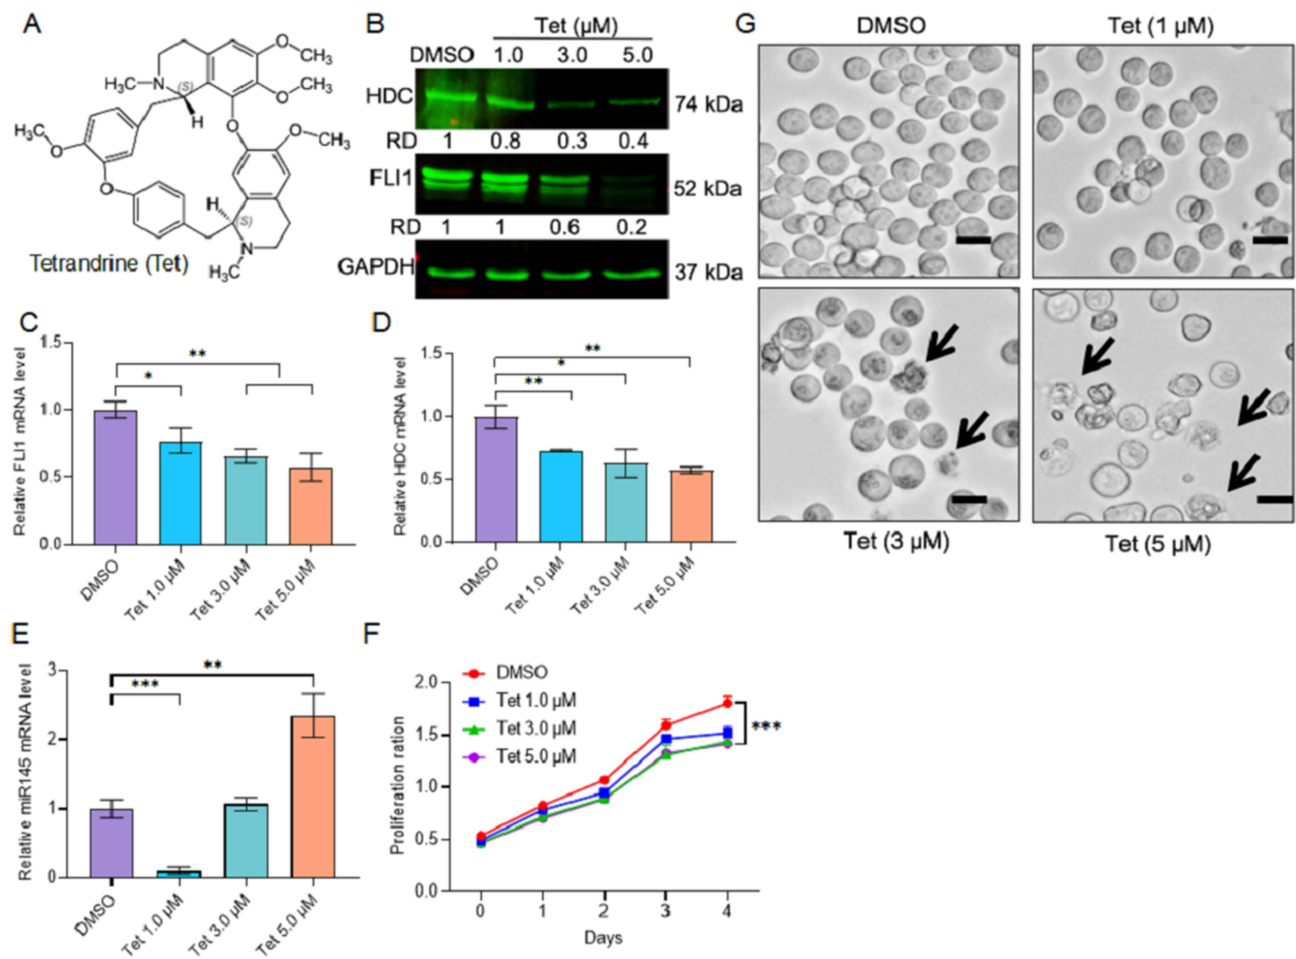 A
OCH₃
OCH₃
H₃C
N
(S)
H
H₃C
O
O
OCH₃
O
H
(S)
N
H₃C
Tetrandrine (Tet)
B
Tet (µM)
DMSO 1.0 3.0 5.0
HDC 74 kDa
RD 1 0.8 0.3 0.4
FLI1 52 kDa
RD 1 1 0.6 0.2
GAPDH 37 kDa
C
Relative FLI1 mRNA level
1.5
1.0
0.5
0.0
**
*
DMSO
Tet 1.0 µM
Tet 3.0 µM
Tet 5.0 µM
D
Relative HDC mRNA level
1.5
1.0
0.5
0.0
**
*
**
DMSO
Tet 1.0 µM
Tet 3.0 µM
Tet 5.0 µM
E
Relative miR145 mRNA level
3
2
1
0
**
***
DMSO
Tet 1.0 µM
Tet 3.0 µM
Tet 5.0 µM
F
DMSO
Tet 1.0 µM
Tet 3.0 µM
Tet 5.0 µM
Proliferation ration
2.0
1.5
1.0
0.5
0.0
***
0 1 2 3 4
Days
G
DMSO
Tet (1 µM)
Tet (3 µM)
Tet (5 µM)